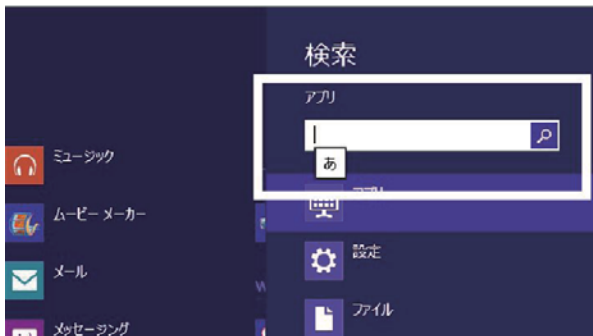 検索
アプリ
あ
ミュージック
ムービー メーカー
メール
メッセージング
アプリ
設定
ファイル